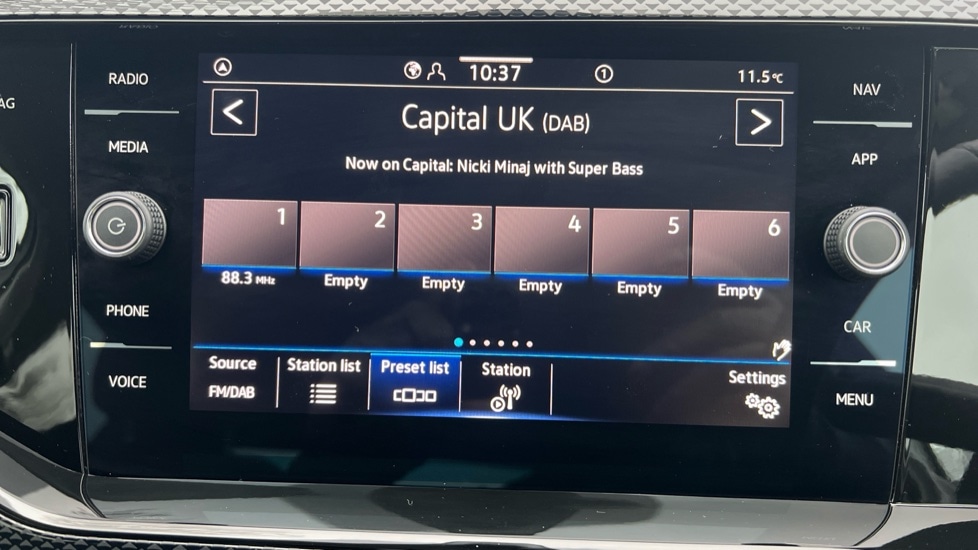 AG
RADIO
MEDIA
PHONE
VOICE
10:37
1
11.5°C
<
Capital UK (DAB)
>
Now on Capital: Nicki Minaj with Super Bass
1 2 3 4 5 6
88.3 MHz Empty Empty Empty Empty Empty
Source Station list Preset list Station Settings
FM/DAB
NAV
APP
CAR
MENU